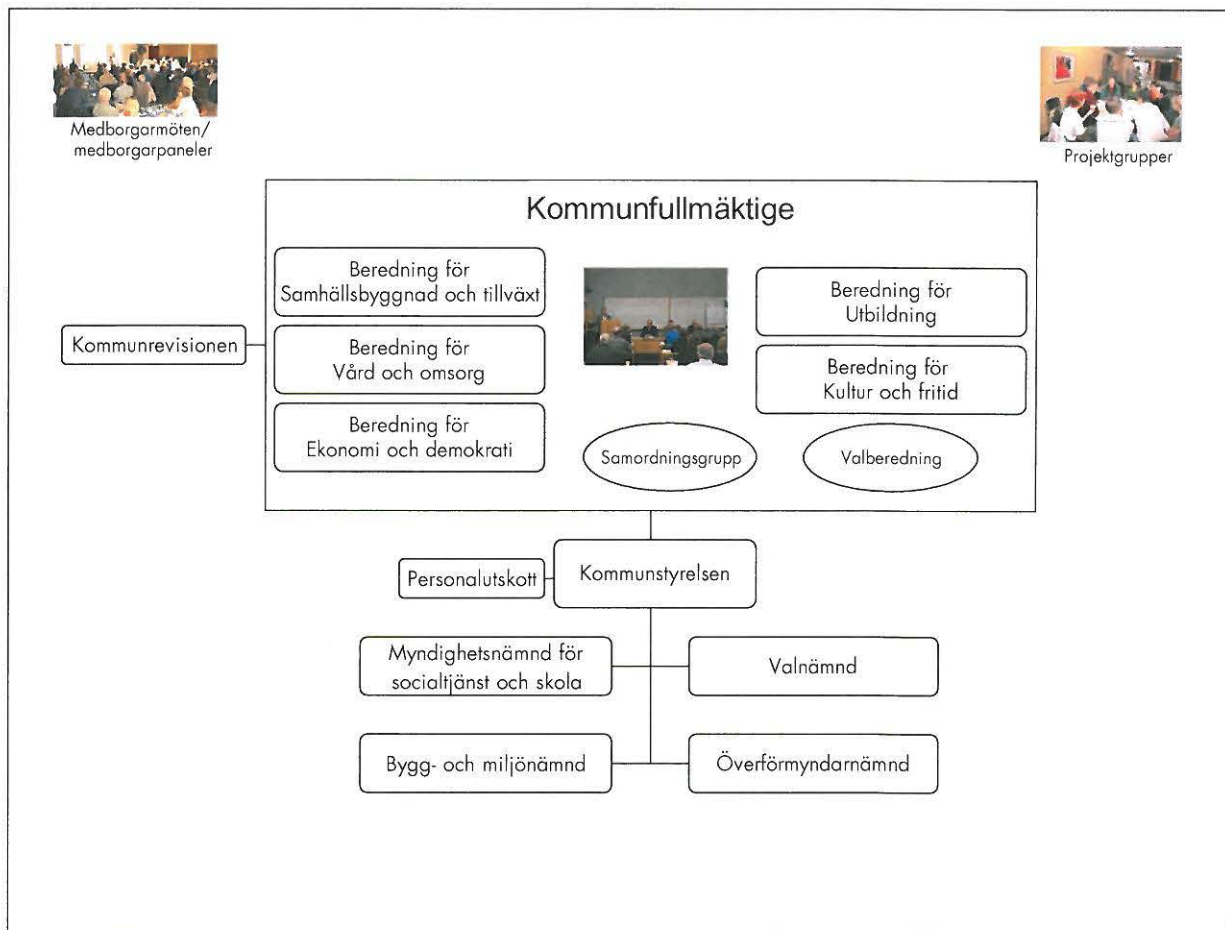 Medborgarmöten/
medborgarpaneler
Projektgrupper
Kommunfullmäktige
Beredning för
Samhällsbyggnad och tillväxt
Beredning för
Utbildning
Kommunrevisionen
Beredning för
Vård och omsorg
Beredning för
Kultur och fritid
Beredning för
Ekonomi och demokrati
Samordningsgrupp
Valberedning
Personalutskott
Kommunstyrelsen
Myndighetsnämnd för
socialtjänst och skola
Valnämnd
Bygg- och miljönämnd
Överförmyndarnämnd